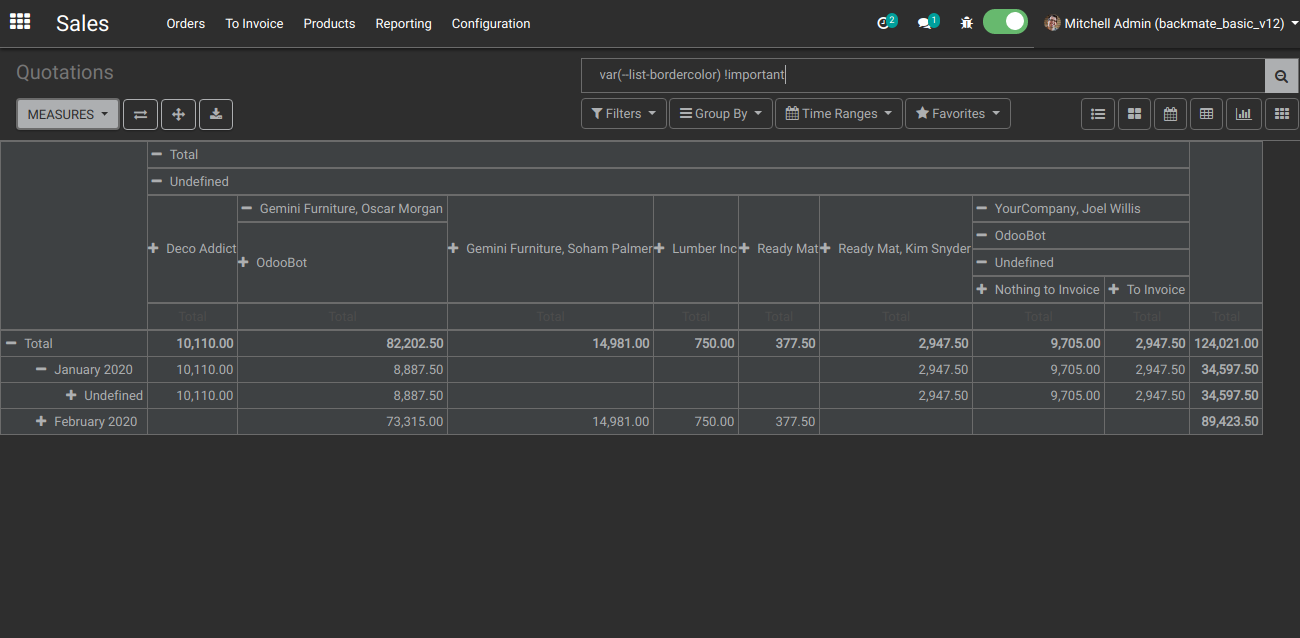 Sales Orders To Invoice Products Reporting Configuration 2 1 Mitchell Admin (backmate_basic_v12)
Quotations var(--list-bordercolor) !important
MEASURES Filters Group By Time Ranges Favorites
Total
Undefined
Deco Addict Gemini Furniture, Oscar Morgan Gemini Furniture, Soham Palmer Lumber Inc Ready Mat Ready Mat, Kim Snyder YourCompany, Joel Willis
OdooBot OdooBot
Undefined
Nothing to Invoice To Invoice
Total Total Total Total Total Total Total Total Total
Total 10,110.00 82,202.50 14,981.00 750.00 377.50 2,947.50 9,705.00 2,947.50 124,021.00
January 2020 10,110.00 8,887.50 2,947.50 9,705.00 2,947.50 34,597.50
Undefined 10,110.00 8,887.50 2,947.50 9,705.00 2,947.50 34,597.50
February 2020 73,315.00 14,981.00 750.00 377.50 89,423.50